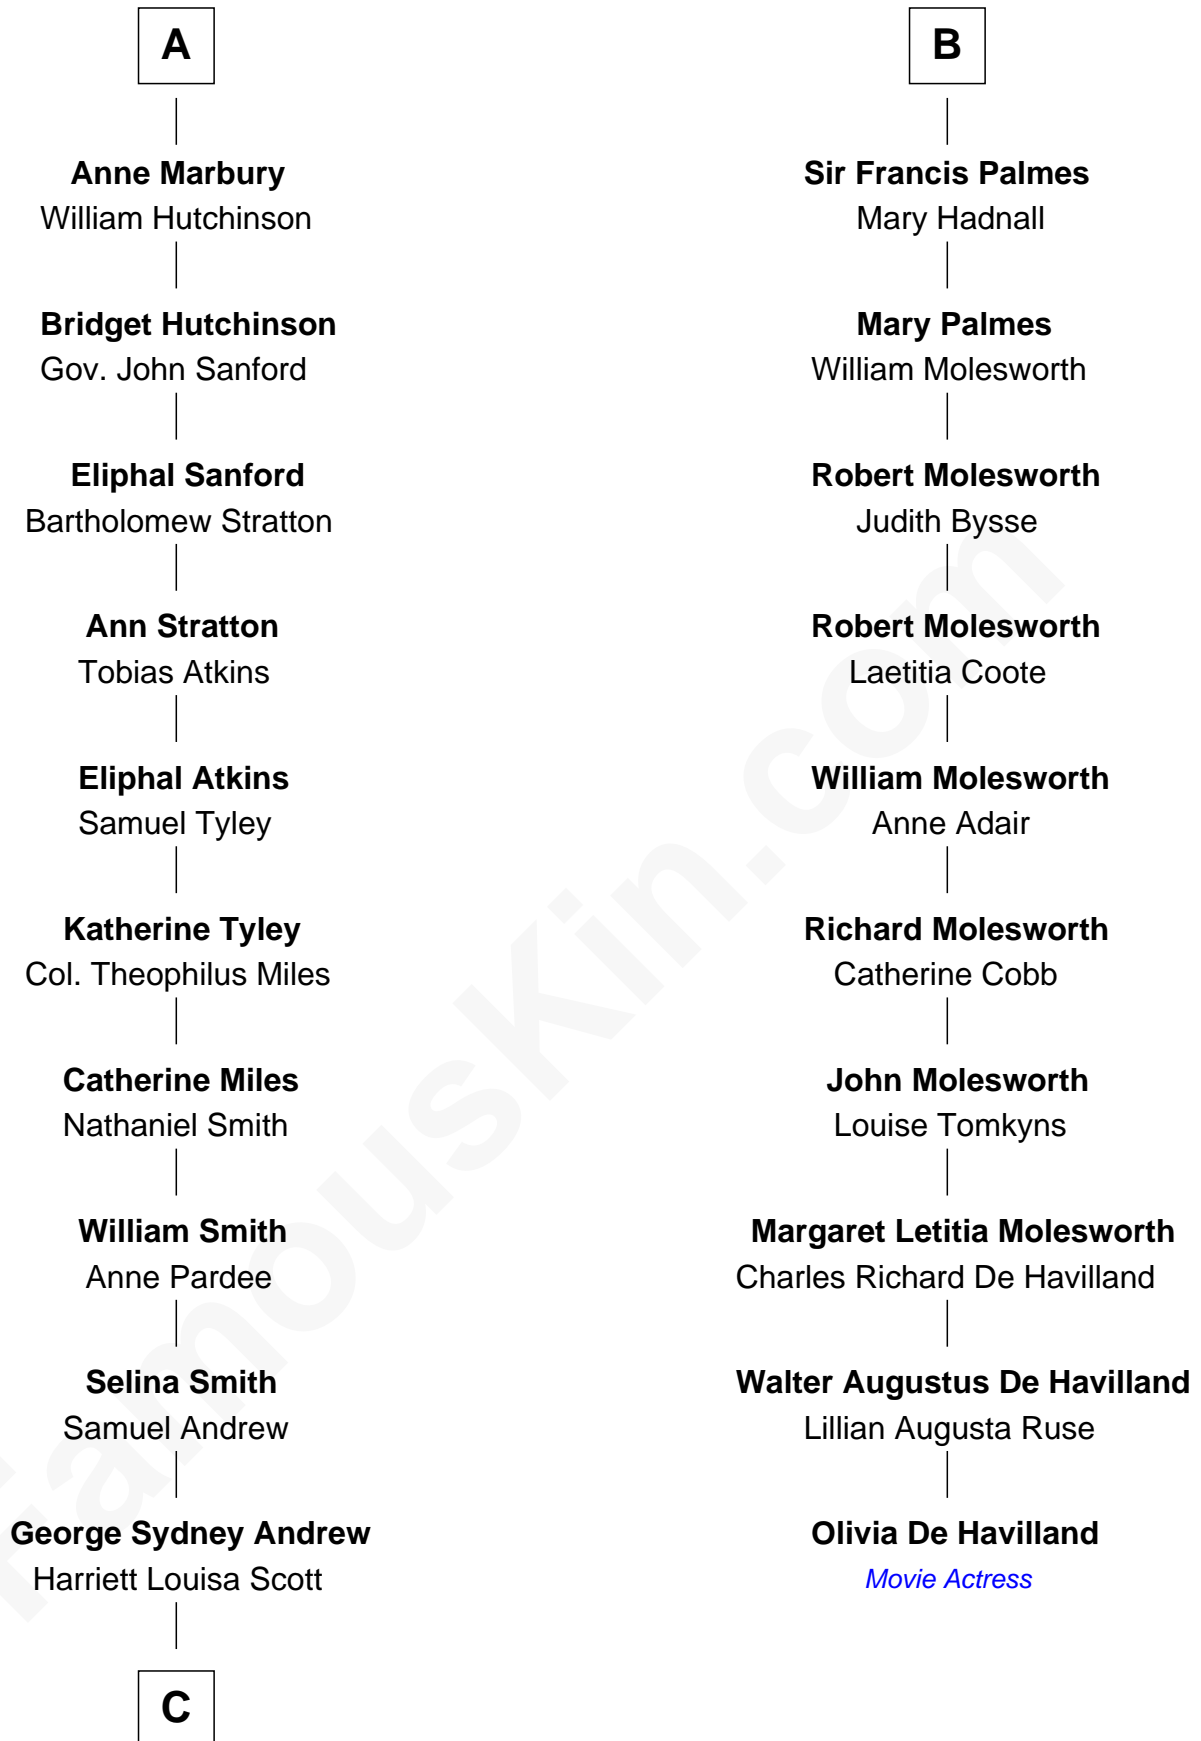 A
Anne Marbury
William Hutchinson
Bridget Hutchinson
Gov. John Sanford
Eliphal Sanford
Bartholomew Stratton
Ann Stratton
Tobias Atkins
Eliphal Atkins
Samuel Tyley
Katherine Tyley
Col. Theophilus Miles
Catherine Miles
Nathaniel Smith
William Smith
Anne Pardee
Selina Smith
Samuel Andrew
George Sydney Andrew
Harriett Louisa Scott
C
B
Sir Francis Palmes
Mary Hadnall
Mary Palmes
William Molesworth
Robert Molesworth
Judith Bysse
Robert Molesworth
Laetitia Coote
William Molesworth
Anne Adair
Richard Molesworth
Catherine Cobb
John Molesworth
Louise Tomkyns
Margaret Letitia Molesworth
Charles Richard De Havilland
Walter Augustus De Havilland
Lillian Augusta Ruse
Olivia De Havilland
Movie Actress
FamousKin.com